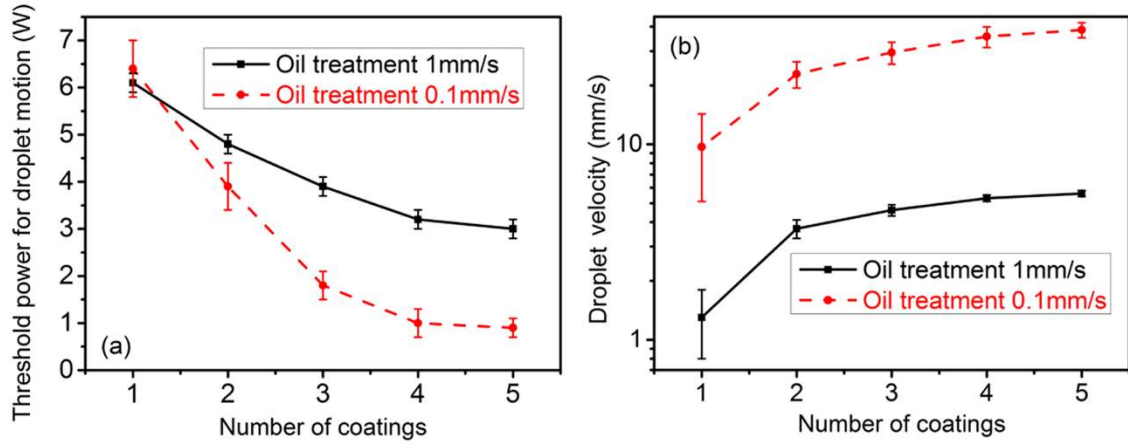 Threshold power for droplet motion (W)
7
6
5
4
3
2
1
0
Oil treatment 1mm/s
Oil treatment 0.1mm/s
(a)
1 2 3 4 5
Number of coatings
Droplet velocity (mm/s)
10
1
(b)
Oil treatment 1mm/s
Oil treatment 0.1mm/s
1 2 3 4 5
Number of coatings